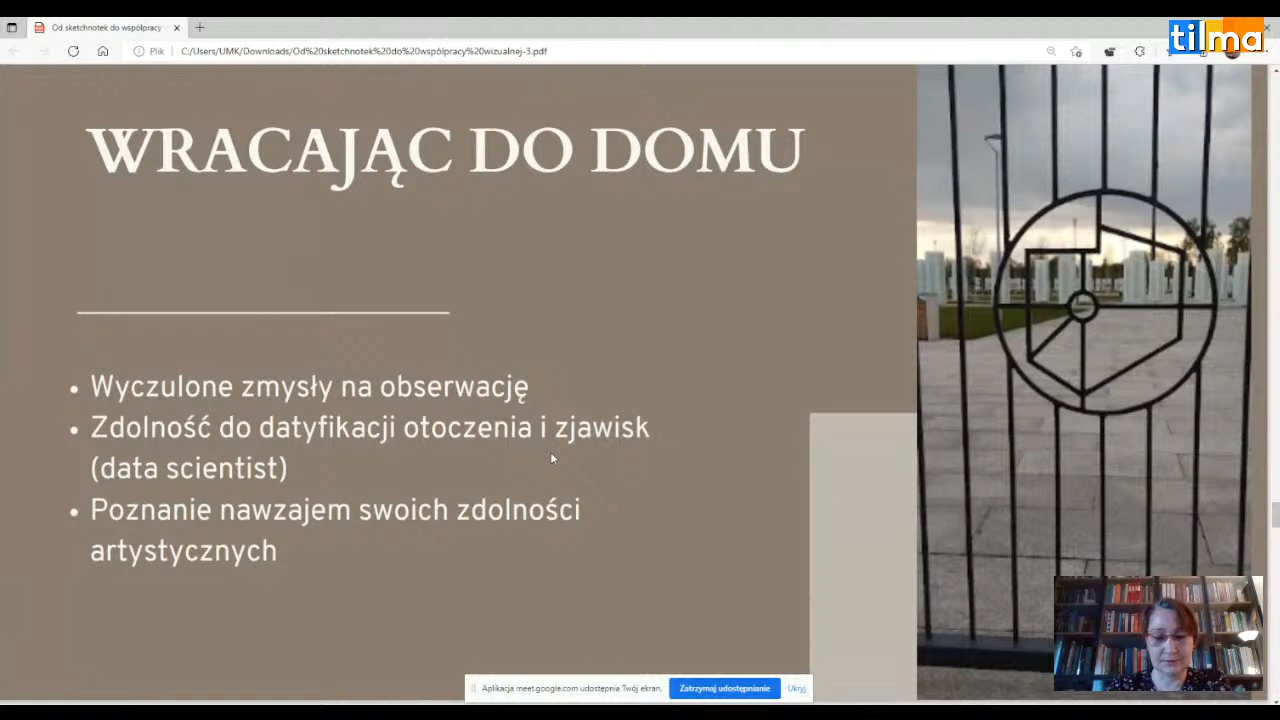 Od sketchnotek do współpracy
tilma
Plik
C:/Users/UMK/Downloads/Od%20sketchnotek%20do%20współpracy%20wizualnej-3.pdf
WRACAJĄC DO DOMU
• Wyczulone zmysły na obserwację
• Zdolność do datyfikacji otoczenia i zjawisk
(data scientist)
• Poznanie nawzajem swoich zdolności
artystycznych
Aplikacja meet.google.com udostępnia Twój ekran.
Zatrzymaj udostępnianie
Ukryj